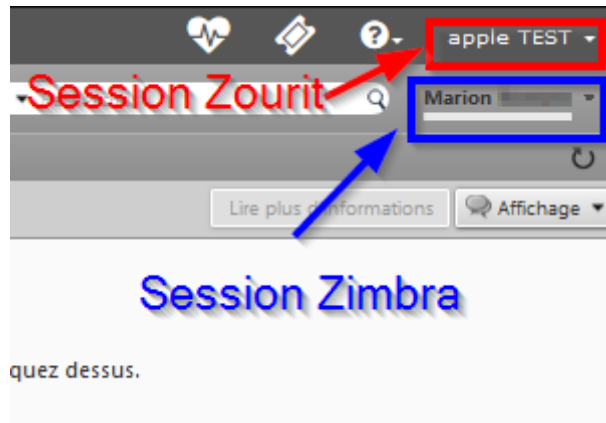 apple TEST
Session Zourit
Marion
Lire plus d'informations
Affichage
Session Zimbra
quez dessus.